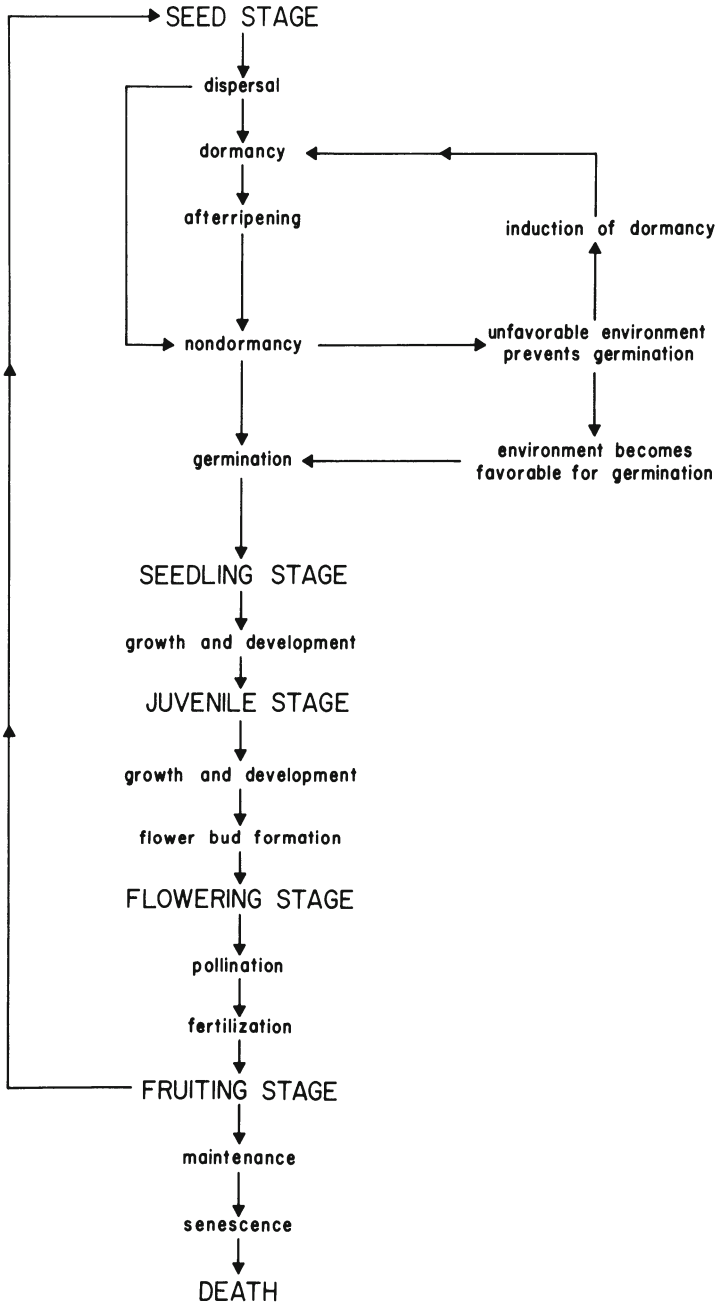 SEED STAGE
dispersal
dormancy
afterripening
induction of dormancy
nondormancy
unfavorable environment
prevents germination
germination
environment becomes
favorable for germination
SEEDLING STAGE
growth and development
JUVENILE STAGE
growth and development
flower bud formation
FLOWERING STAGE
pollination
fertilization
FRUITING STAGE
maintenance
senescence
DEATH